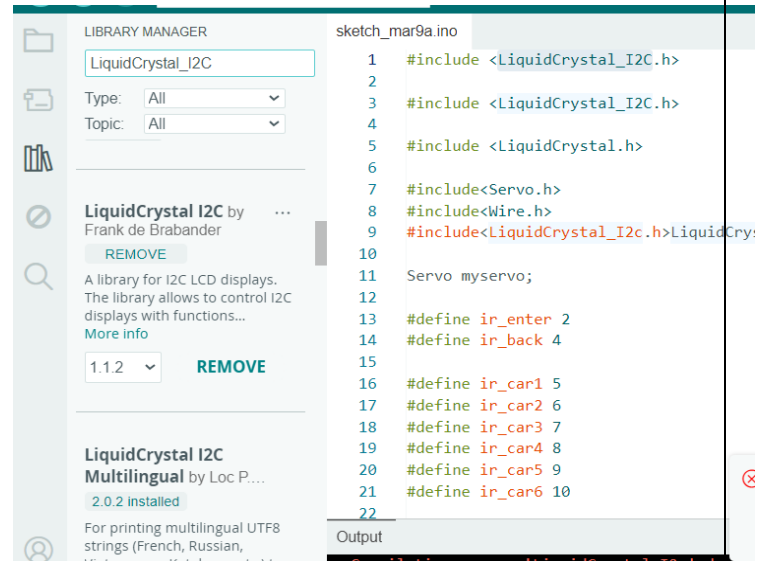 LIBRARY MANAGER
LiquidCrystal_I2C
Type: All
Topic: All
LiquidCrystal I2C by ...
Frank de Brabander
REMOVE
A library for I2C LCD displays.
The library allows to control I2C
displays with functions...
More info
1.1.2 REMOVE
LiquidCrystal I2C
Multilingual by Loc P....
2.0.2 installed
For printing multilingual UTF8
strings (French, Russian,
sketch_mar9a.ino
1 #include <LiquidCrystal_I2C.h>
2
3 #include <LiquidCrystal_I2C.h>
4
5 #include <LiquidCrystal.h>
6
7 #include<Servo.h>
8 #include<Wire.h>
9 #include<LiquidCrystal_I2c.h>LiquidCrys
10
11 Servo myservo;
12
13 #define ir_enter 2
14 #define ir_back 4
15
16 #define ir_car1 5
17 #define ir_car2 6
18 #define ir_car3 7
19 #define ir_car4 8
20 #define ir_car5 9
21 #define ir_car6 10
22
Output